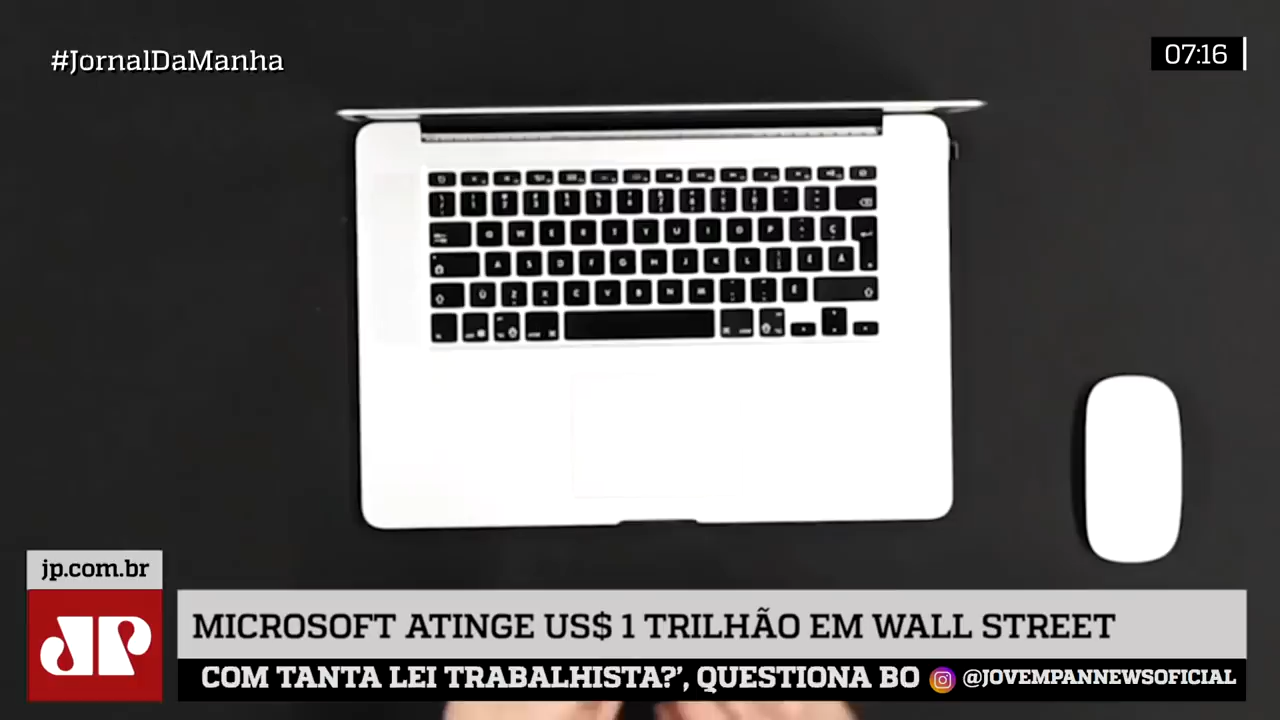 #JornalDaManha
07:16
jp.com.br
JP
MICROSOFT ATINGE US$ 1 TRILHÃO EM WALL STREET
COM TANTA LEI TRABALHISTA?’, QUESTIONA BO
@JOVEMPANNEWSOFICIAL